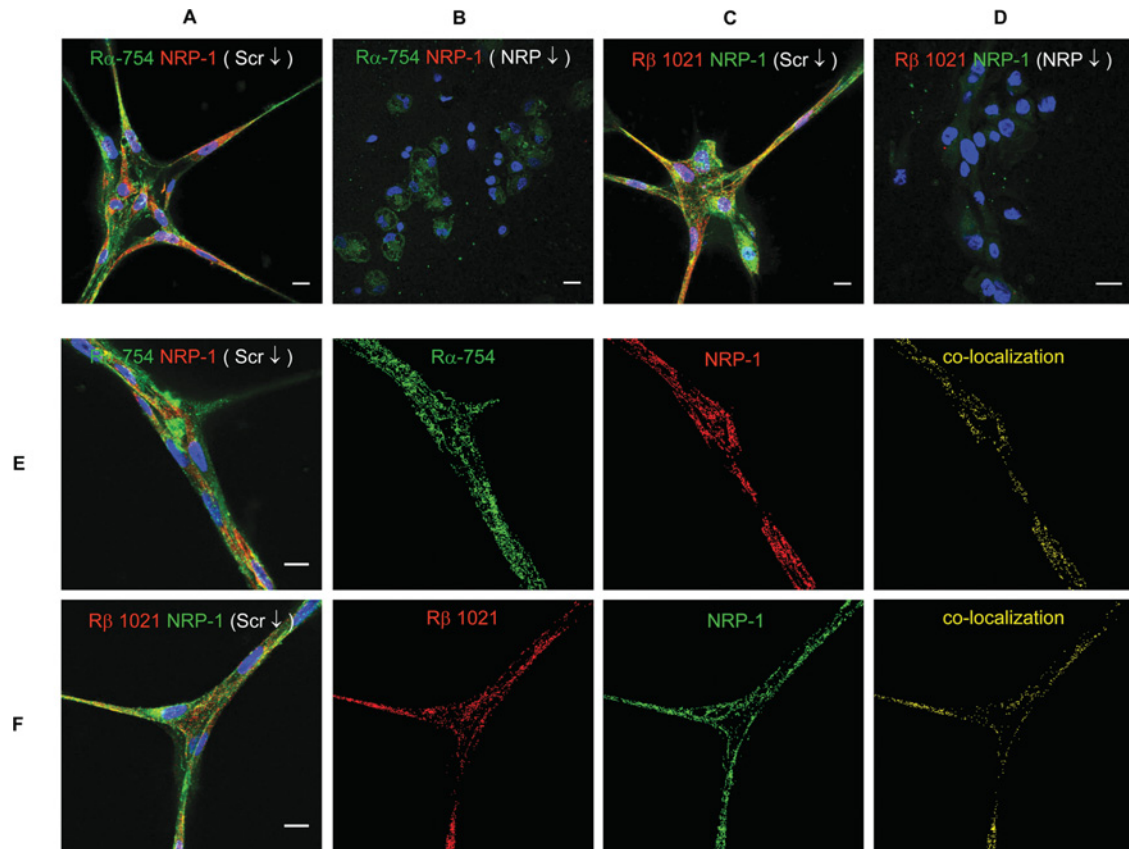 A B C D
Rα-754 NRP-1 ( Scr ↓ ) Rα-754 NRP-1 ( NRP ↓ ) Rβ 1021 NRP-1 (Scr ↓ ) Rβ 1021 NRP-1 (NRP ↓ )
E
Rα-754 NRP-1 ( Scr ↓ ) Rα-754 NRP-1 co-localization
F
Rβ 1021 NRP-1 (Scr ↓ ) Rβ 1021 NRP-1 co-localization